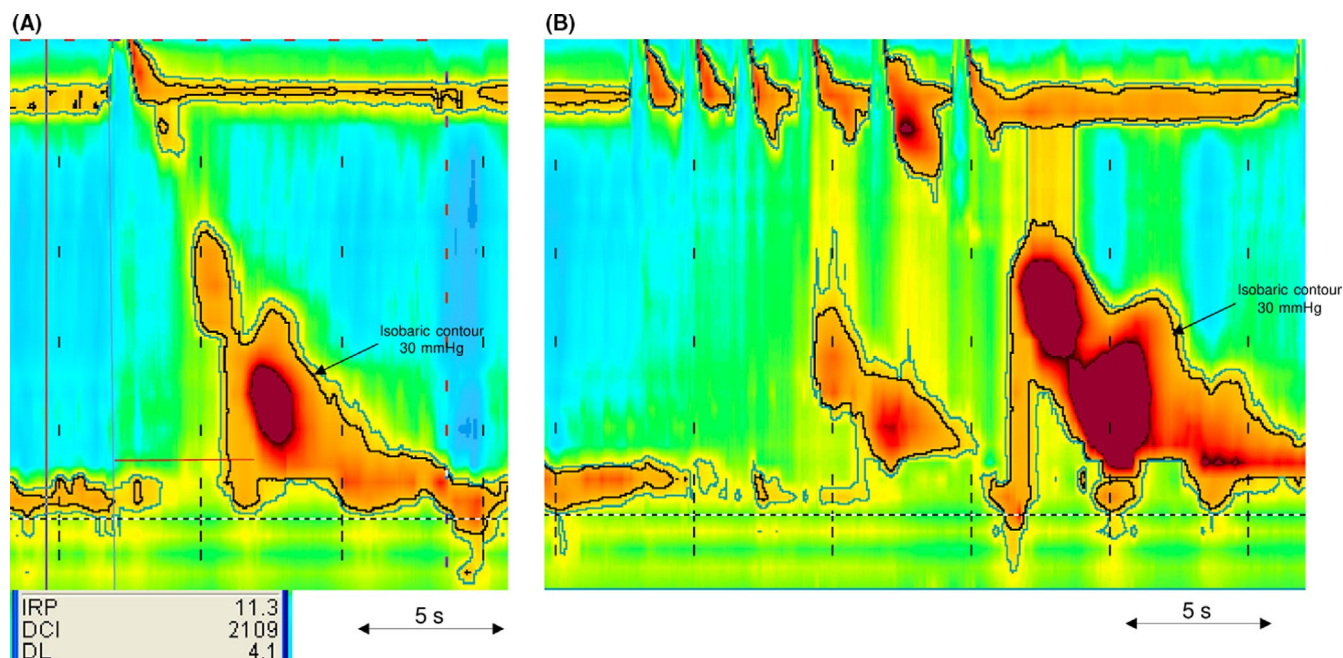 (A)
(B)
Isobaric contour
30 mmHg
Isobaric contour
30 mmHg
IRP 11.3
DCI 2109
DL 4.1
5 s
5 s